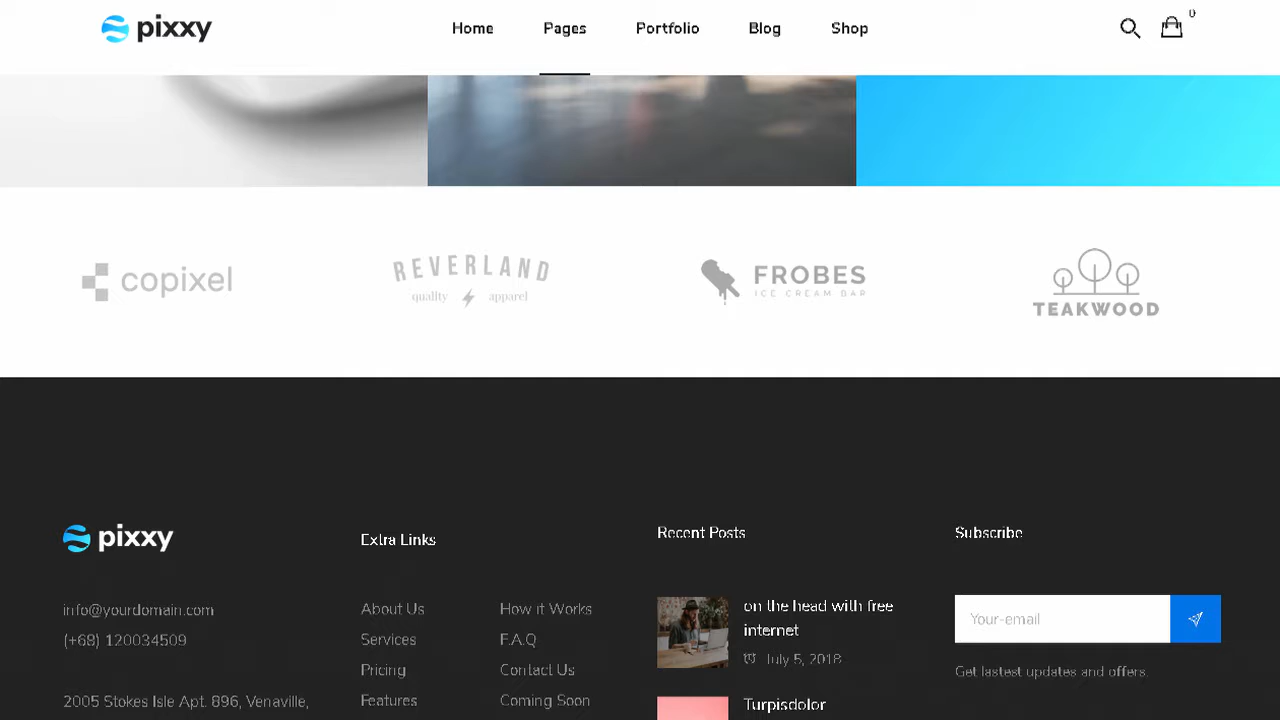 pixxy
Home Pages Portfolio Blog Shop
0
copixel
REVERLAND
quality apparel
FROBES
ICE CREAM BAR
TEAKWOOD
pixxy
info@yourdomain.com
(+68) 120034509
2005 Stokes Isle Apt. 896, Venaville,
Extra Links
About Us
Services
Pricing
Features
How it Works
F.A.Q
Contact Us
Coming Soon
Recent Posts
on the head with free
internet
July 5, 2018
Turpisdolor
Subscribe
Your-email
Get lastest updates and offers.